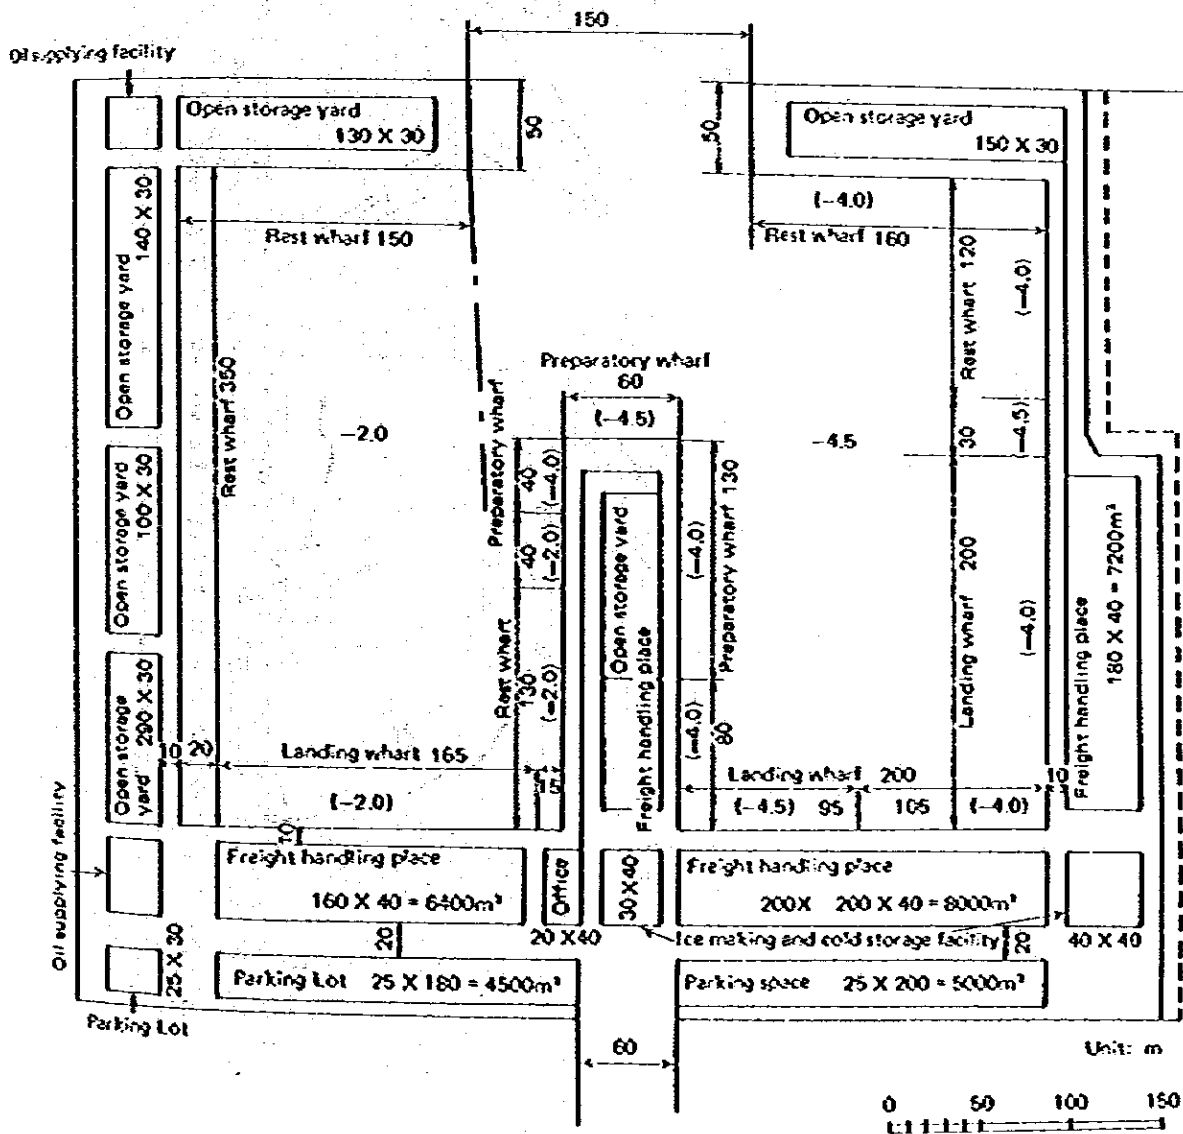 150
Oil supplying facility
Open storage yard
130 X 30
50
50
Open storage yard
150 X 30
(-4.0)
Rest wharf 150
Rest wharf 160
Open storage yard
140 X 30
Rest wharf 350
Rest wharf 120
(-4.0)
Preparatory wharf
60
(-4.5)
-2.0
-4.5
30
(-4.5)
Preparatory wharf
40
(-4.0)
40
(-2.0)
Open storage yard
100 X 30
Open storage yard
Preparatory wharf 130
(-4.0)
Landing wharf 200
(-4.0)
Freight handling place
180 X 40 = 7200m²
Rest wharf
130
(-2.0)
Freight handling place
(-4.0)
80
Open storage
yard 290 X 30
10
20
Landing wharf 165
15
(-2.0)
Landing wharf 200
10
(-4.5) 95
105
(-4.0)
10
Oil supplying facility
Freight handling place
160 X 40 = 6400m²
Office
30 X 40
Freight handling place
200X 200 X 40 = 8000m²
20
20 X 40
Ice making and cold storage facility
20
40 X 40
25 X 30
Parking Lot 25 X 180 = 4500m²
Parking space 25 X 200 = 5000m²
Parking Lot
60
Unit: m
0 50 100 150